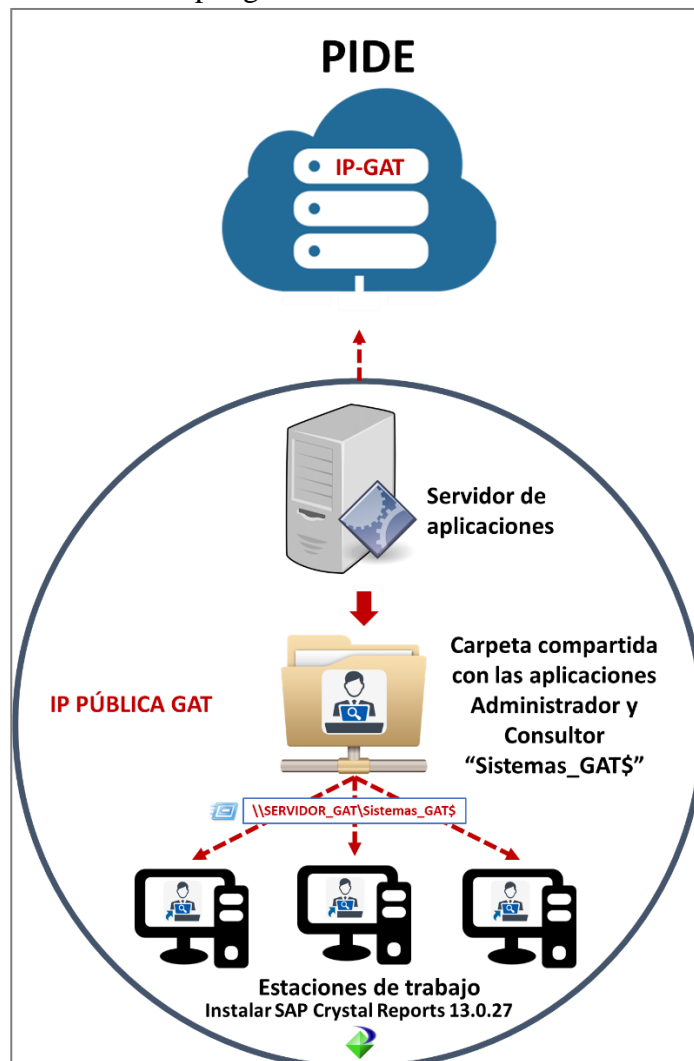 PIDE
IP-GAT
Servidor de
aplicaciones
Carpeta compartida
con las aplicaciones
Administrador y
Consultor
“Sistemas_GAT$”
IP PÚBLICA GAT
\\SERVIDOR_GAT\Sistemas_GAT$
Estaciones de trabajo
Instalar SAP Crystal Reports 13.0.27